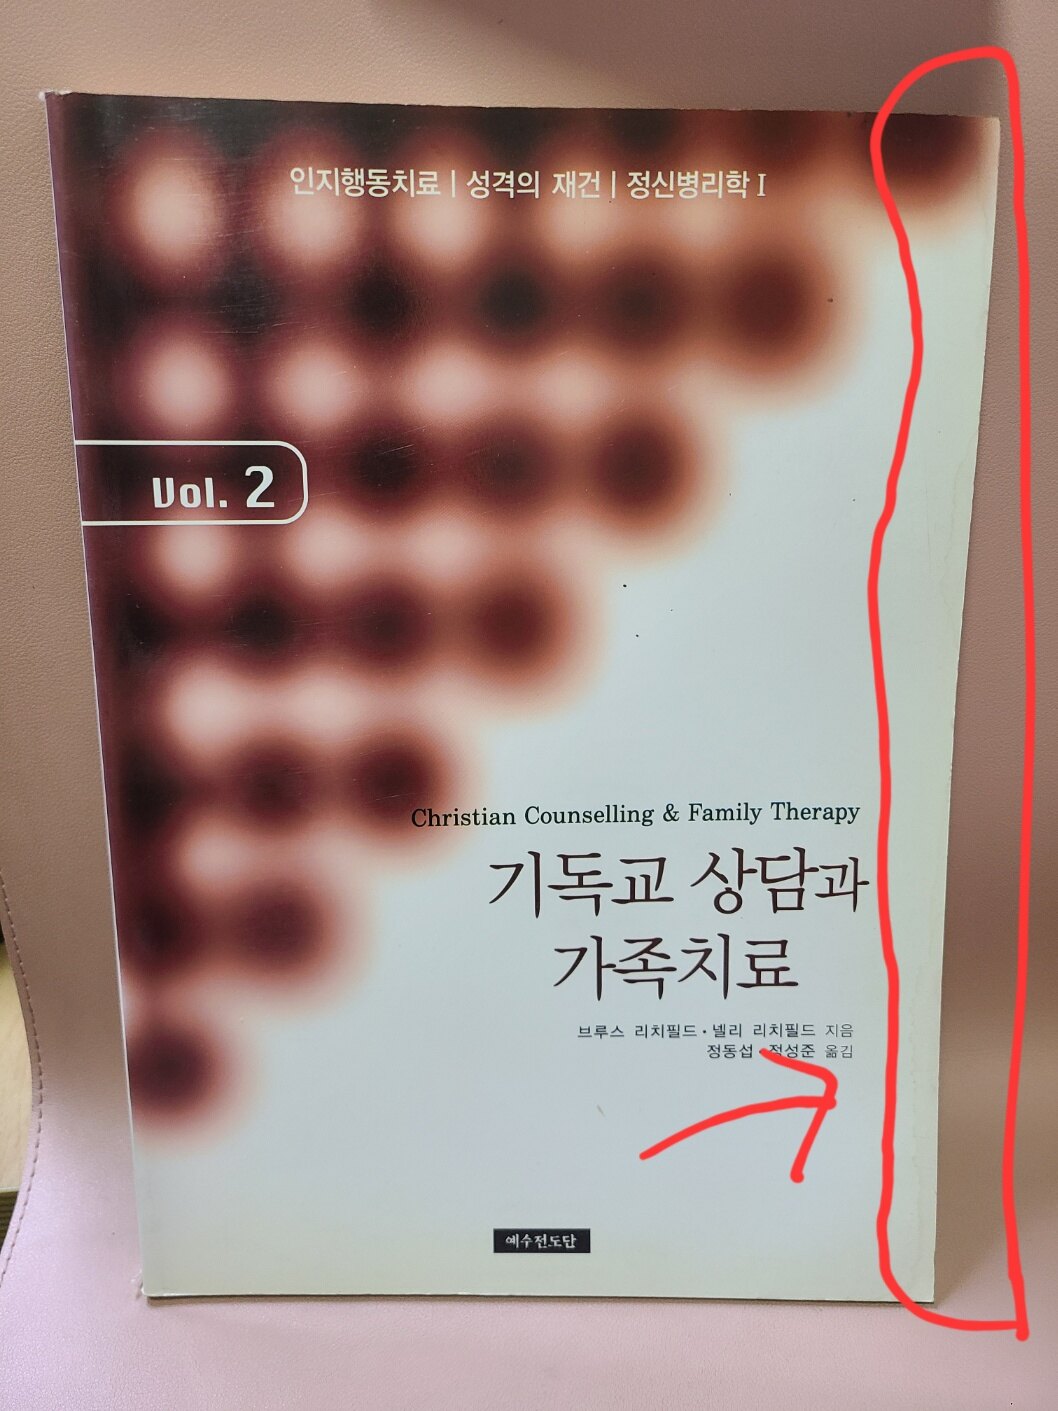 인지행동치료 | 성격의 재건 | 정신병리학 I
Vol. 2
Christian Counselling & Family Therapy
기독교 상담과
가족치료
브루스 리치필드 · 넬리 리치필드 지음
정동섭 · 정성준 옮김
예수전도단